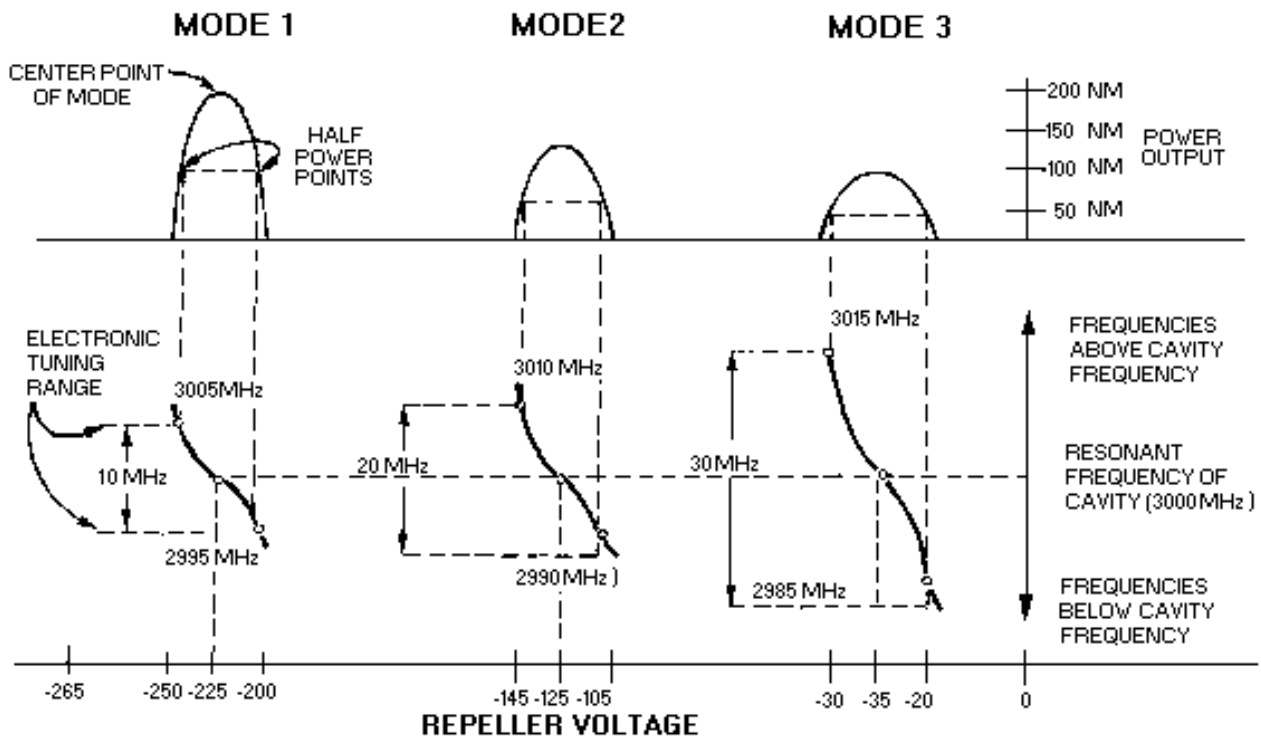 MODE 1
MODE2
MODE 3
CENTER POINT
OF MODE
HALF
POWER
POINTS
200 NM
150 NM
100 NM
50 NM
POWER
OUTPUT
ELECTRONIC
TUNING
RANGE
3005MHz
10 MHz
2995 MHz
3010 MHz
20 MHz
2990 MHz )
3015 MHz
30 MHz
2985 MHz
FREQUENCIES
ABOVE CAVITY
FREQUENCY
RESONANT
FREQUENCY OF
CAVITY (3000MHz )
FREQUENCIES
BELOW CAVITY
FREQUENCY
-265
-250
-225
-200
-145
-125
-105
-30
-35
-20
0
REPELLER VOLTAGE